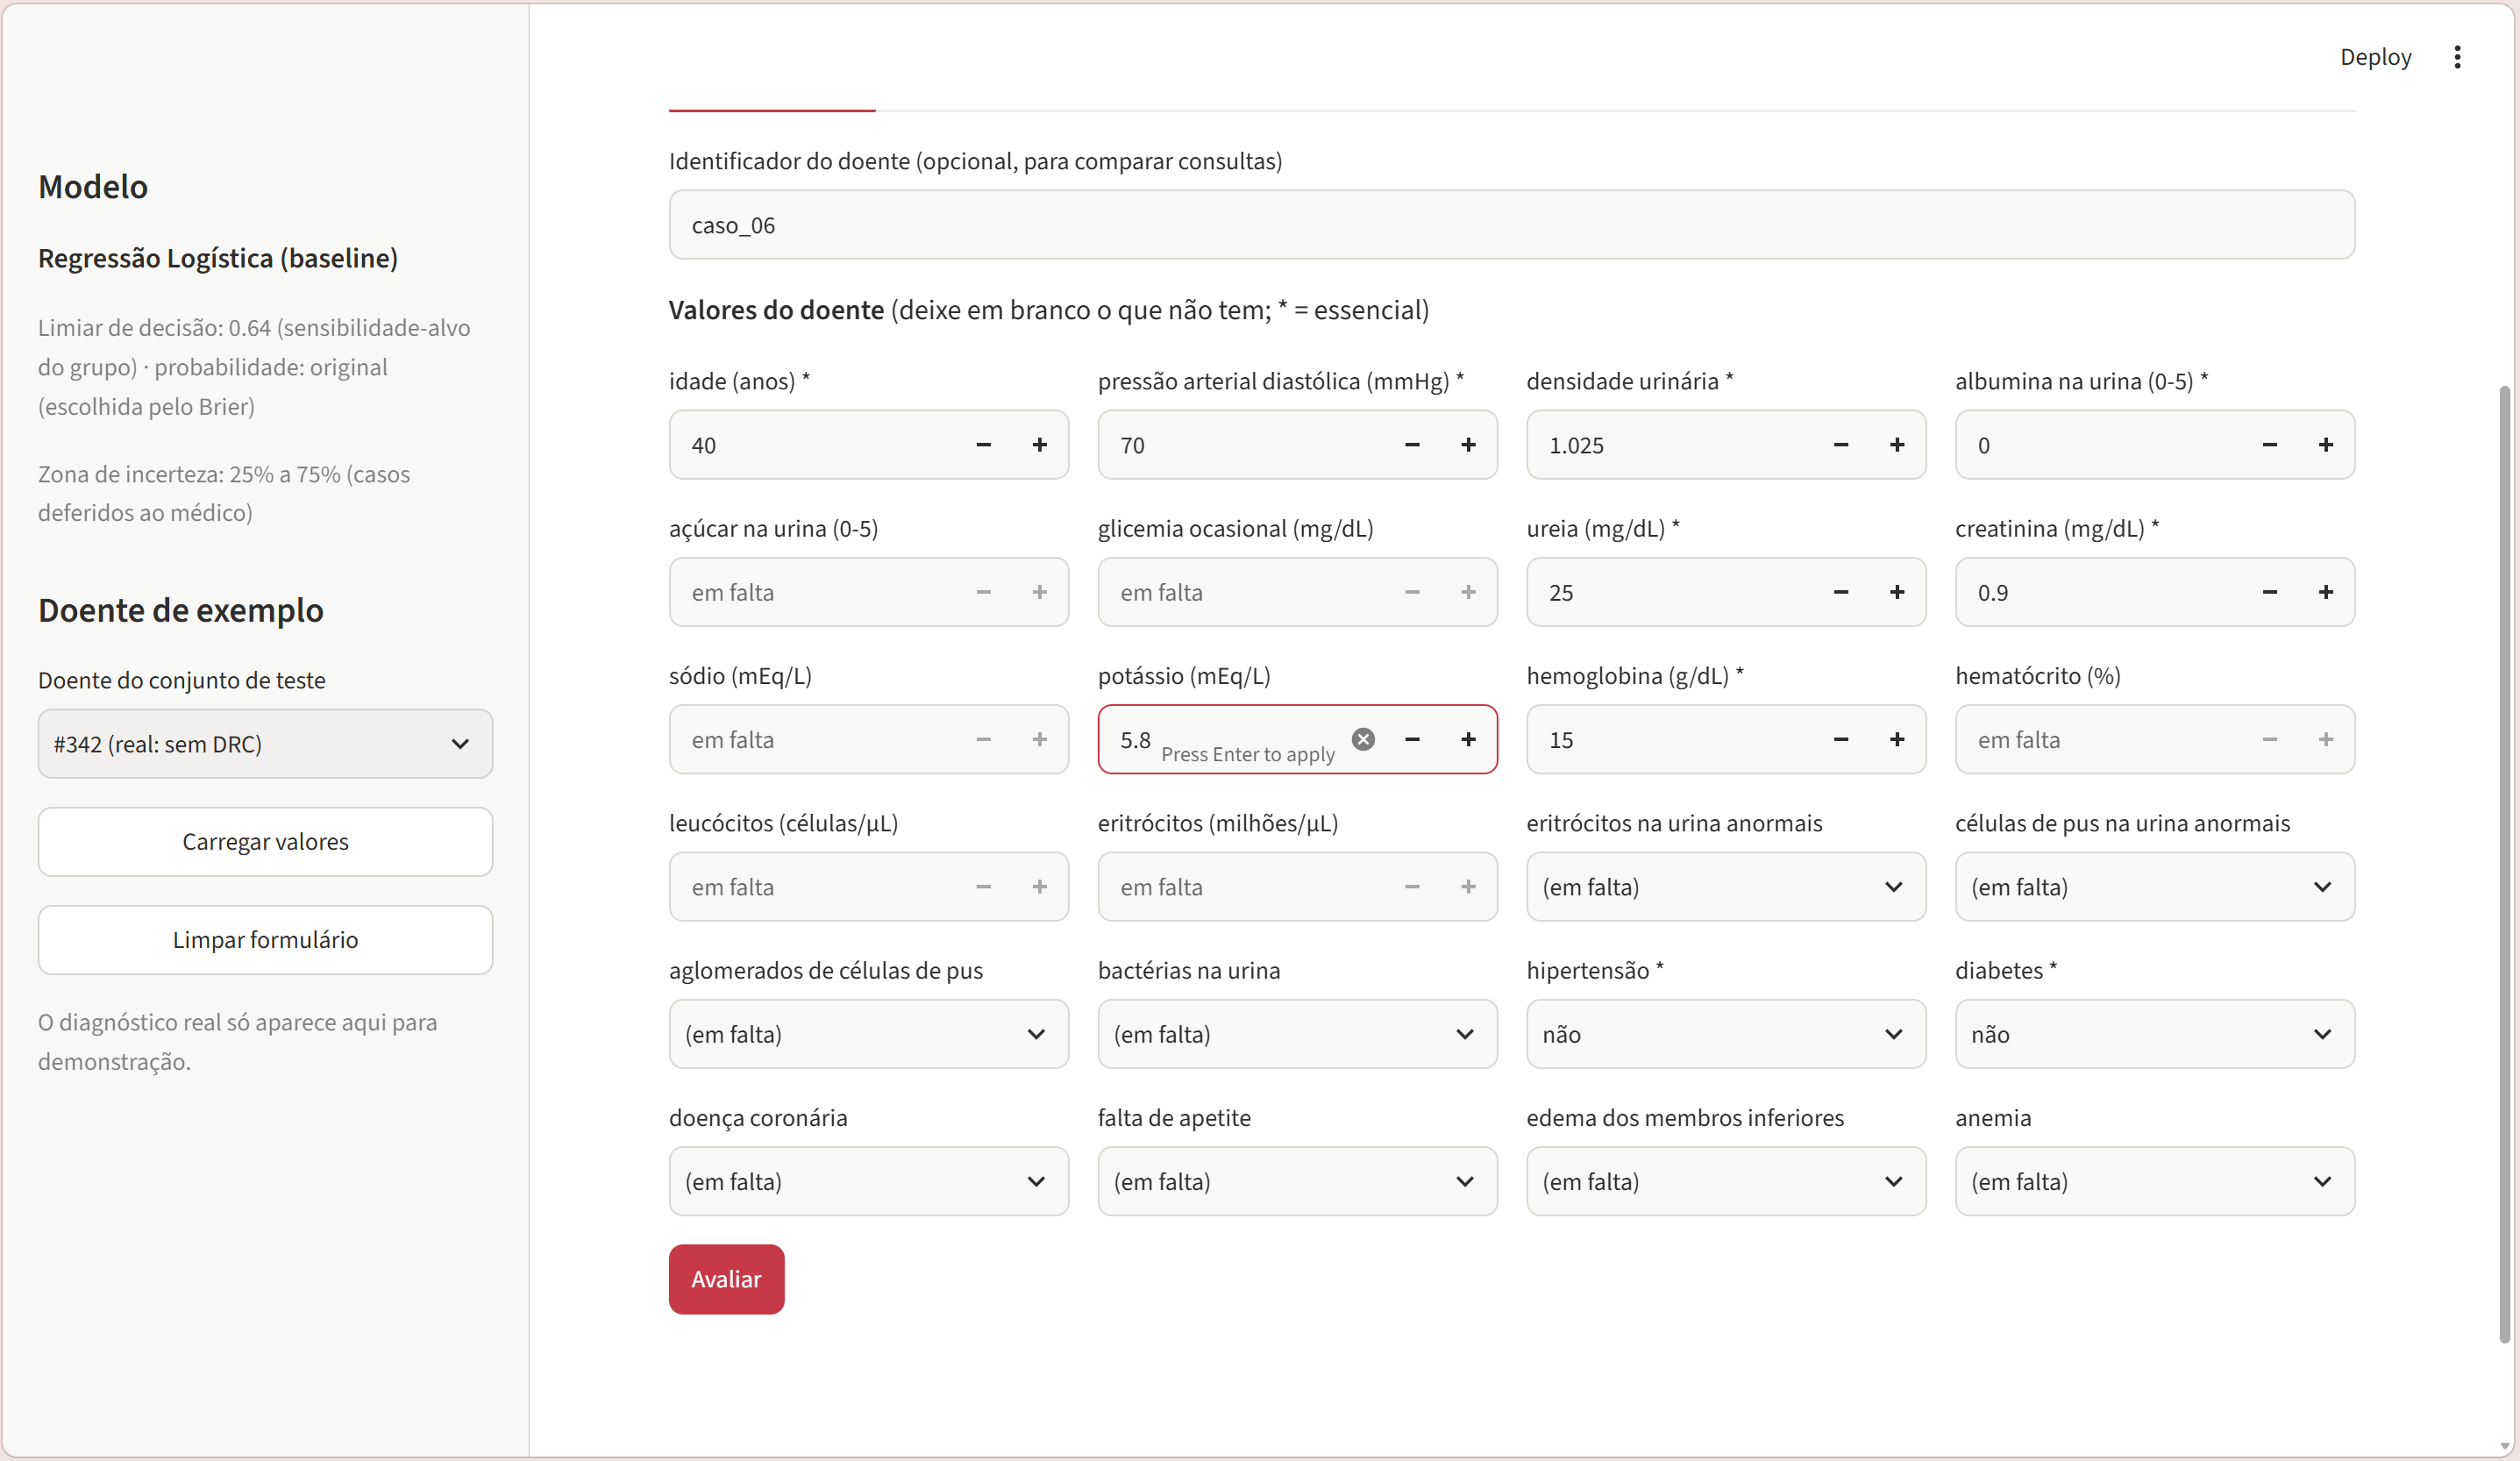 Deploy
Modelo
Regressão Logística (baseline)
Limiar de decisão: 0.64 (sensibilidade-alvo
do grupo) · probabilidade: original
(escolhida pelo Brier)
Zona de incerteza: 25% a 75% (casos
deferidos ao médico)
Doente de exemplo
Doente do conjunto de teste
#342 (real: sem DRC)
Carregar valores
Limpar formulário
O diagnóstico real só aparece aqui para
demonstração.
Identificador do doente (opcional, para comparar consultas)
caso_06
Valores do doente (deixe em branco o que não tem; * = essencial)
idade (anos) * pressão arterial diastólica (mmHg) * densidade urinária * albumina na urina (0-5) *
40 70 1.025 0
açúcar na urina (0-5) glicemia ocasional (mg/dL) ureia (mg/dL) * creatinina (mg/dL) *
em falta em falta 25 0.9
sódio (mEq/L) potássio (mEq/L) hemoglobina (g/dL) * hematócrito (%)
em falta 5.8 Press Enter to apply 15 em falta
leucócitos (células/µL) eritrócitos (milhões/µL) eritrócitos na urina anormais células de pus na urina anormais
em falta em falta (em falta) (em falta)
aglomerados de células de pus bactérias na urina hipertensão * diabetes *
(em falta) (em falta) não não
doença coronária falta de apetite edema dos membros inferiores anemia
(em falta) (em falta) (em falta) (em falta)
Avaliar